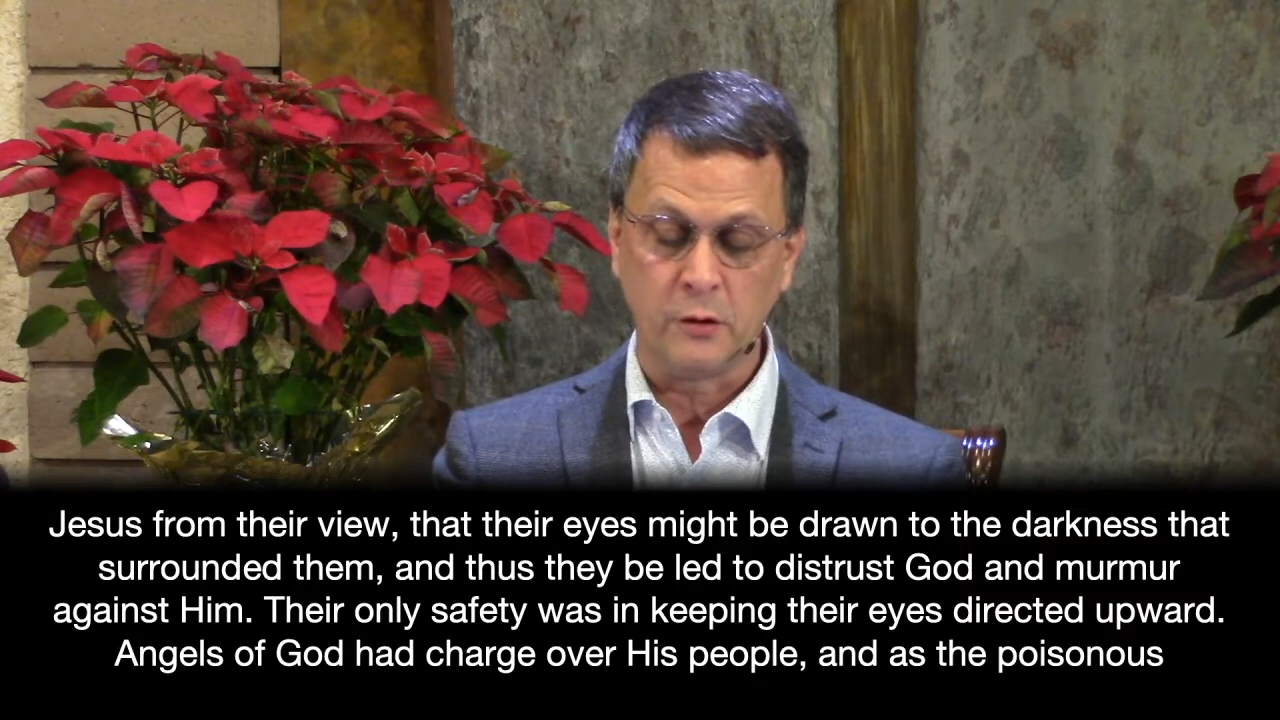 Jesus from their view, that their eyes might be drawn to the darkness that
surrounded them, and thus they be led to distrust God and murmur
against Him. Their only safety was in keeping their eyes directed upward.
Angels of God had charge over His people, and as the poisonous